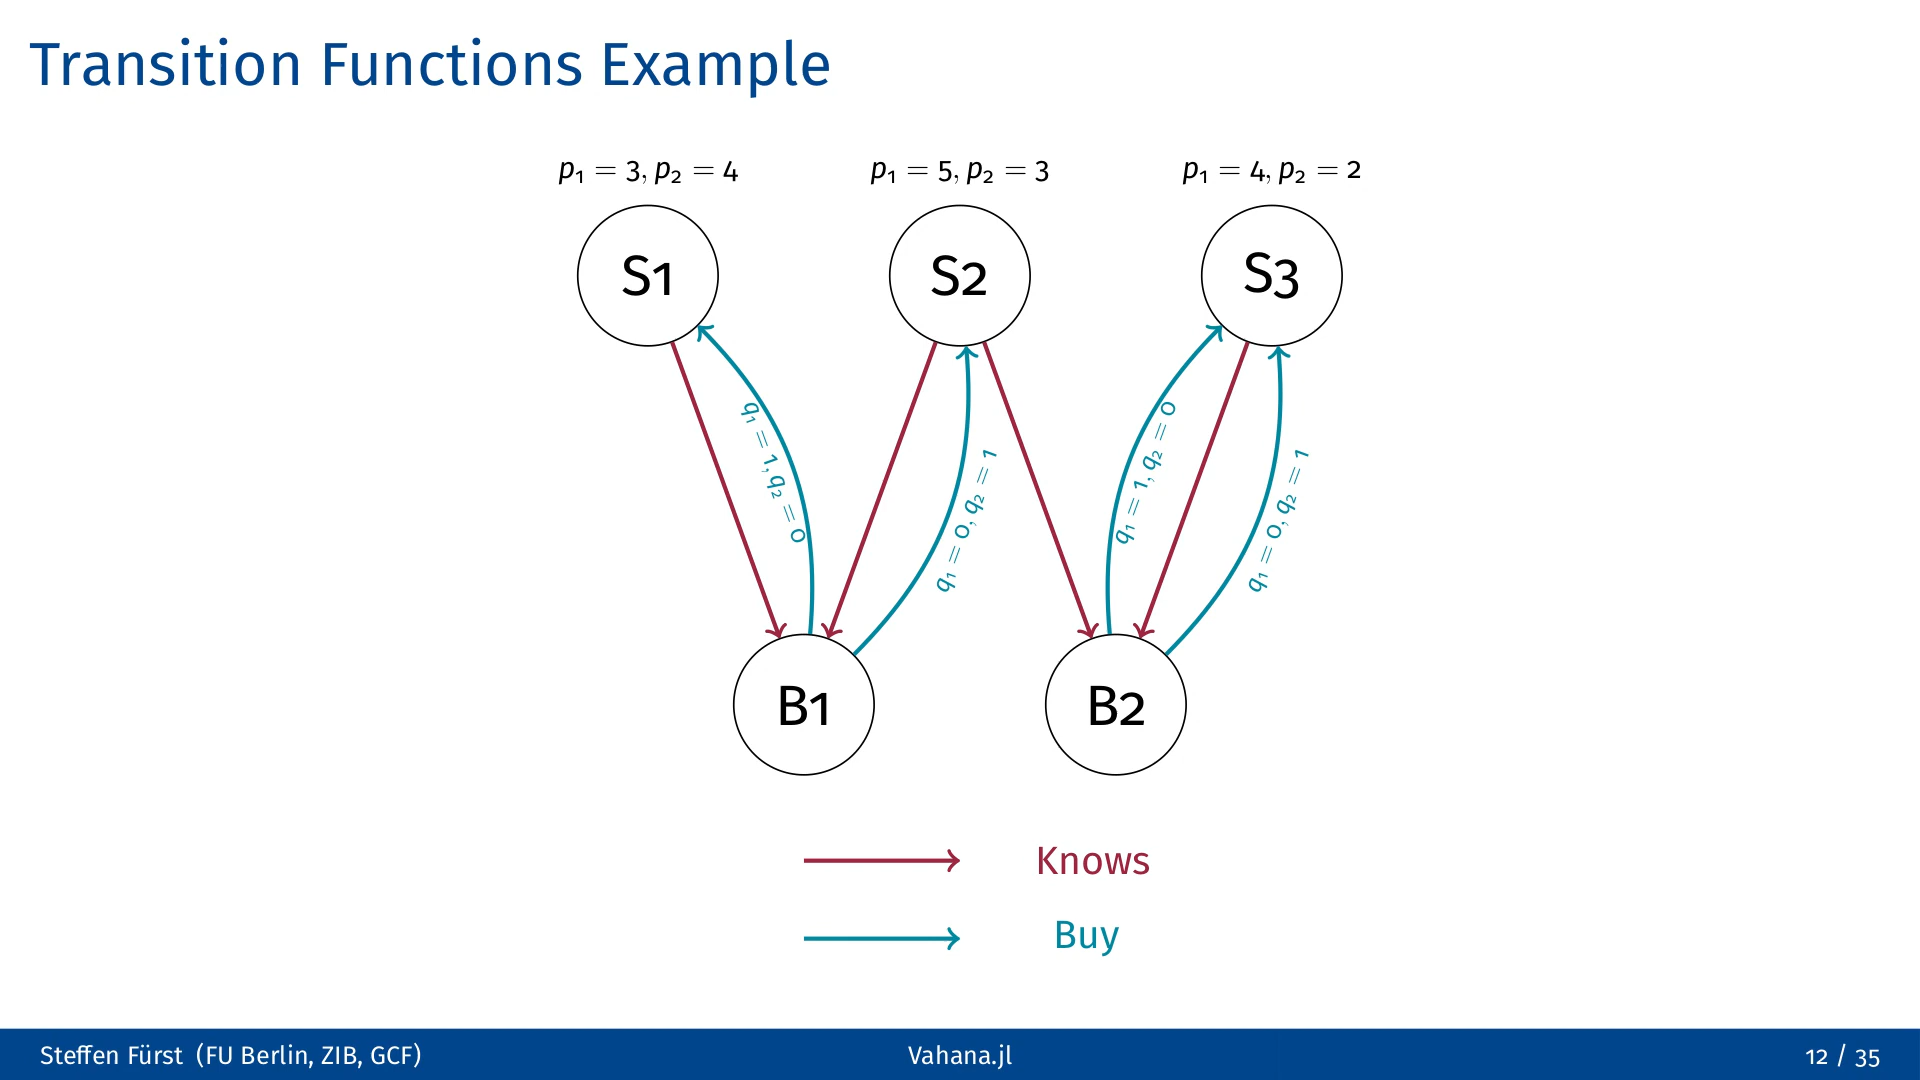 Transition Functions Example
p₁ = 3, p₂ = 4
p₁ = 5, p₂ = 3
p₁ = 4, p₂ = 2
S1
S2
S3
q₁ = 1, q₂ = 0
q₁ = 0, q₂ = 1
q₁ = 1, q₂ = 0
q₁ = 0, q₂ = 1
B1
B2
Knows
Buy
Steffen Fürst (FU Berlin, ZIB, GCF)
Vahana.jl
12 / 35